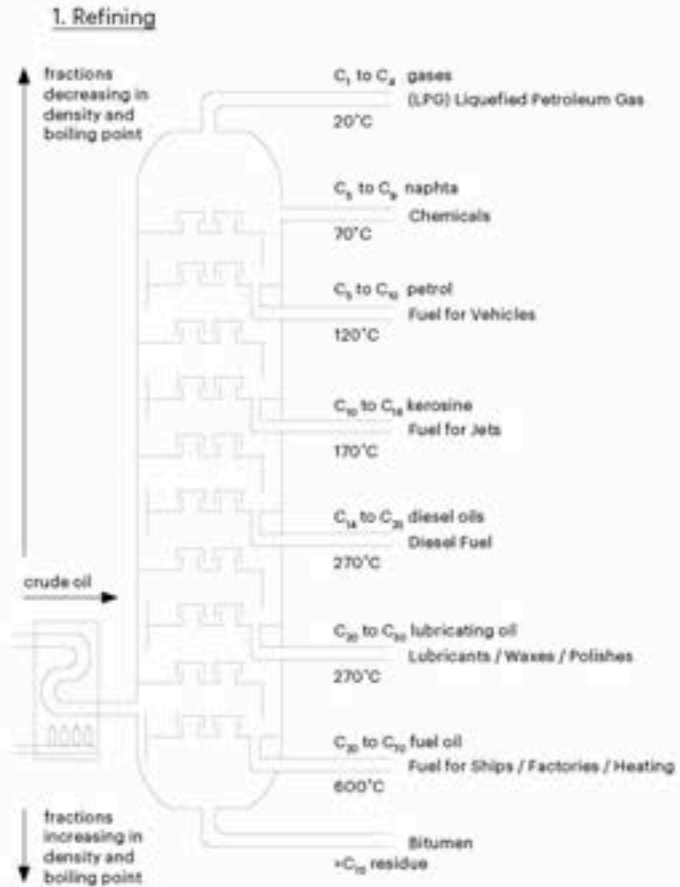 1. Refining
fractions
decreasing in
density and
boiling point
C₁ to C₄ gases
(LPG) Liquefied Petroleum Gas
20°C
C₅ to C₉ naphta
Chemicals
70°C
C₅ to C₁₀ petrol
Fuel for Vehicles
120°C
C₁₀ to kerosine
Fuel for Jets
170°C
C₁₄ to C₂₀ diesel oils
Diesel Fuel
270°C
crude oil
C₂₀ to C₅₀ lubricating oil
Lubricants / Waxes / Polishes
270°C
C₂₀ to C₇₀ fuel oil
Fuel for Ships / Factories / Heating
600°C
fractions
increasing in
density and
boiling point
Bitumen
>C₇₀ residue